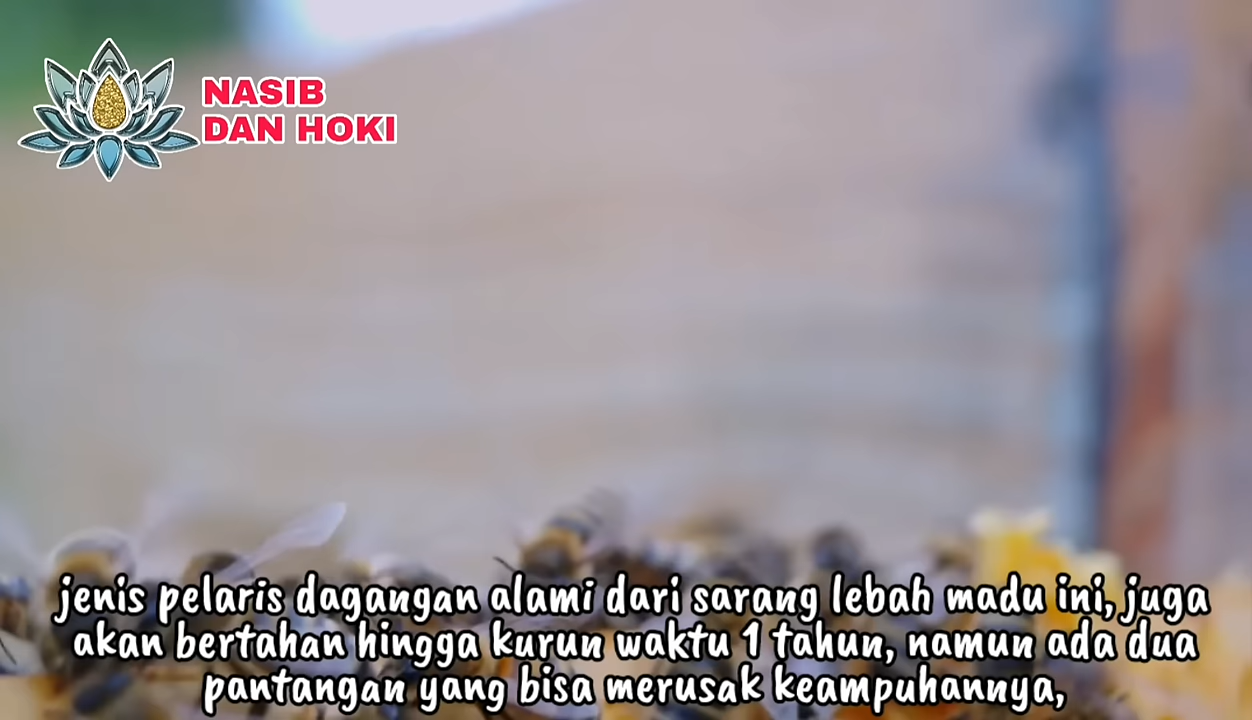 NASIB
DAN HOKI
jenis pelaris dagangan alami dari sarang lebah madu ini, juga
akan bertahan hingga kurun waktu 1 tahun, namun ada dua
pantangan yang bisa merusak keampuhannya,